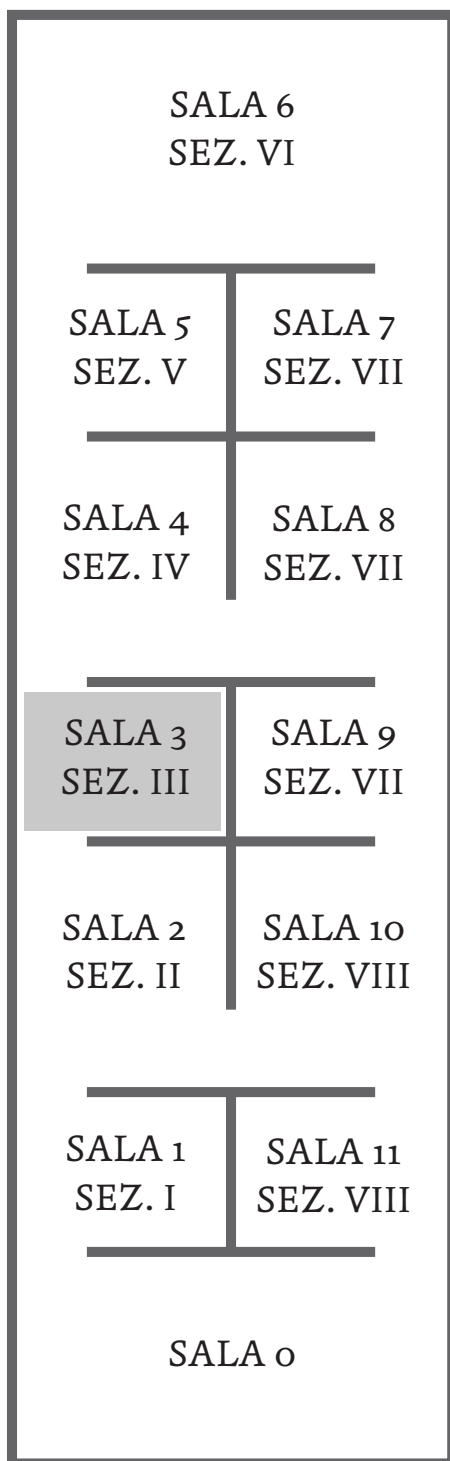 SALA 6
SEZ. VI
SALA 5
SEZ. V
SALA 7
SEZ. VII
SALA 4
SEZ. IV
SALA 8
SEZ. VII
SALA 3
SEZ. III
SALA 9
SEZ. VII
SALA 2
SEZ. II
SALA 10
SEZ. VIII
SALA 1
SEZ. I
SALA 11
SEZ. VIII
SALA 0